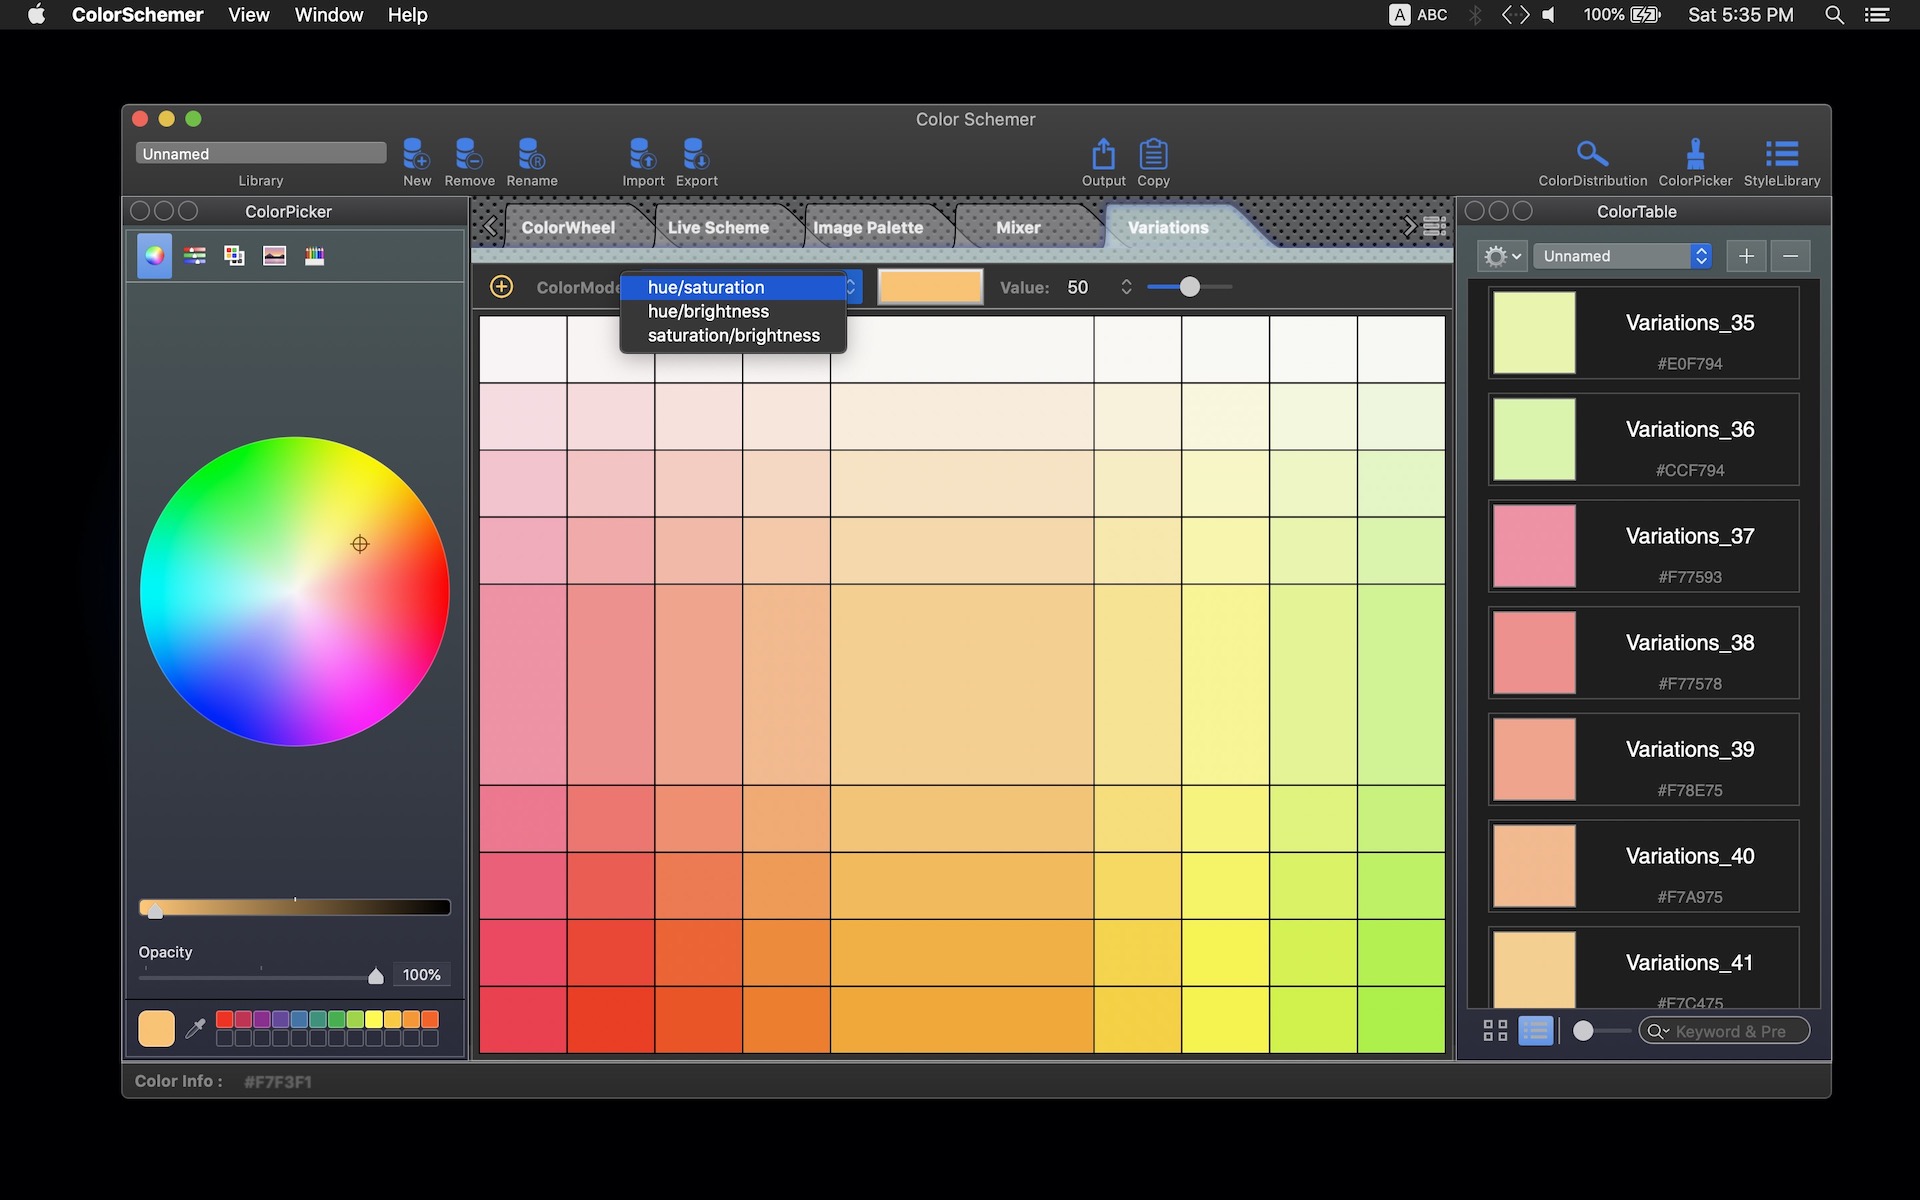 ColorSchemer View Window Help
A ABC 100% Sat 5:35 PM
Color Schemer
Unnamed
Library New Remove Rename Import Export Output Copy ColorDistribution ColorPicker StyleLibrary
ColorPicker
ColorWheel Live Scheme Image Palette Mixer Variations
ColorTable
Unnamed
ColorMode
hue/saturation
hue/brightness
saturation/brightness
Value: 50
Variations_35
#E0F794
Variations_36
#CCF794
Variations_37
#F77593
Variations_38
#F77578
Variations_39
#F78E75
Variations_40
#F7A975
Variations_41
#F7C475
Opacity
100%
Keyword & Pre
Color Info : #F7F3F1